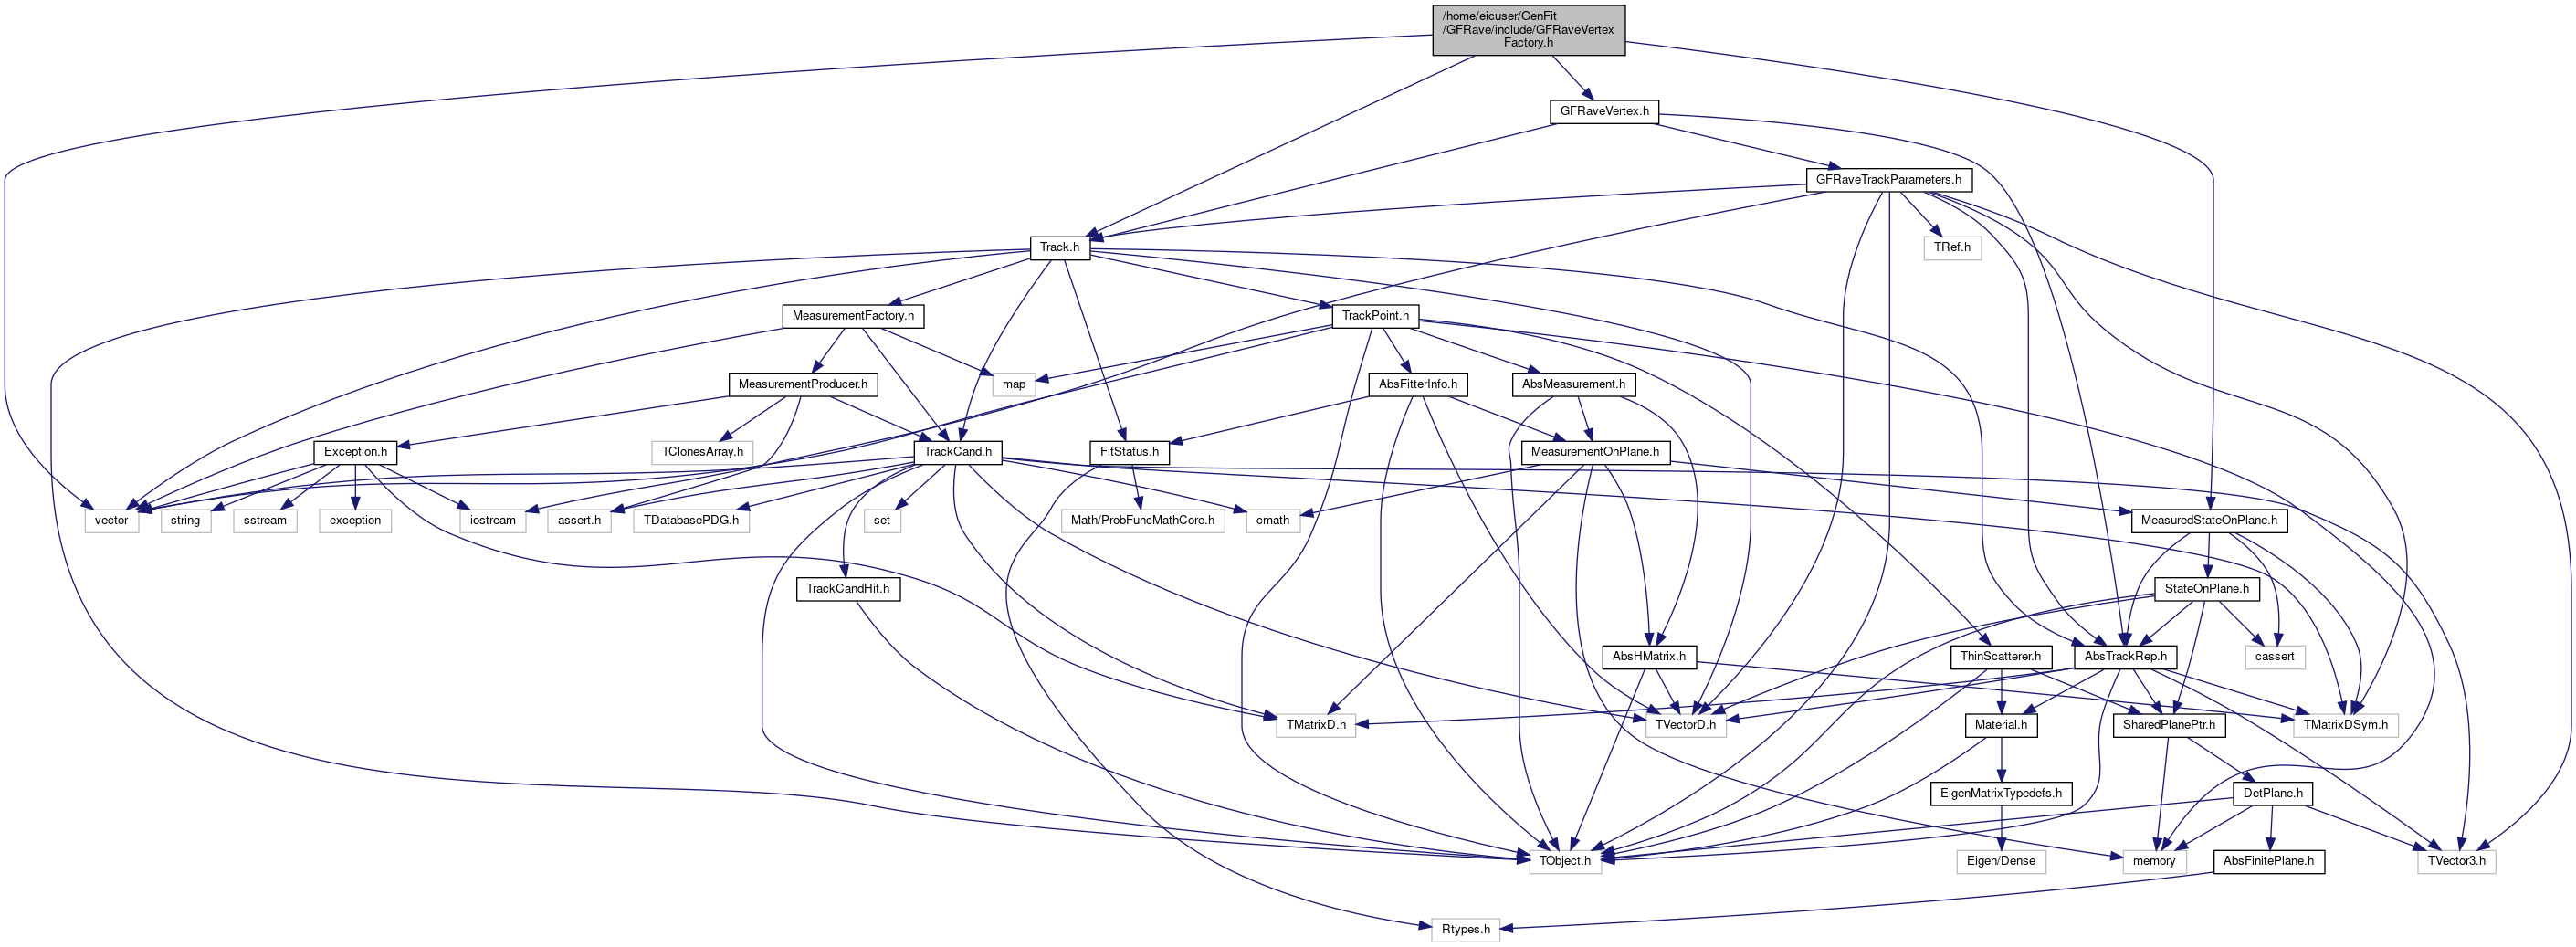 /home/eicuser/GenFit
/GFRave/include/GFRaveVertex
Factory.h
GFRaveVertex.h
GFRaveTrackParameters.h
Track.h
TRef.h
MeasurementFactory.h
TrackPoint.h
MeasurementProducer.h
map
AbsFitterInfo.h
AbsMeasurement.h
Exception.h
TClonesArray.h
TrackCand.h
FitStatus.h
MeasurementOnPlane.h
vector
string
sstream
exception
iostream
assert.h
TDatabasePDG.h
set
Math/ProbFuncMathCore.h
cmath
MeasuredStateOnPlane.h
TrackCandHit.h
StateOnPlane.h
AbsHMatrix.h
ThinScatterer.h
AbsTrackRep.h
cassert
TMatrixD.h
TVectorD.h
Material.h
SharedPlanePtr.h
TMatrixDSym.h
EigenMatrixTypedefs.h
DetPlane.h
TObject.h
Eigen/Dense
memory
AbsFinitePlane.h
TVector3.h
Rtypes.h